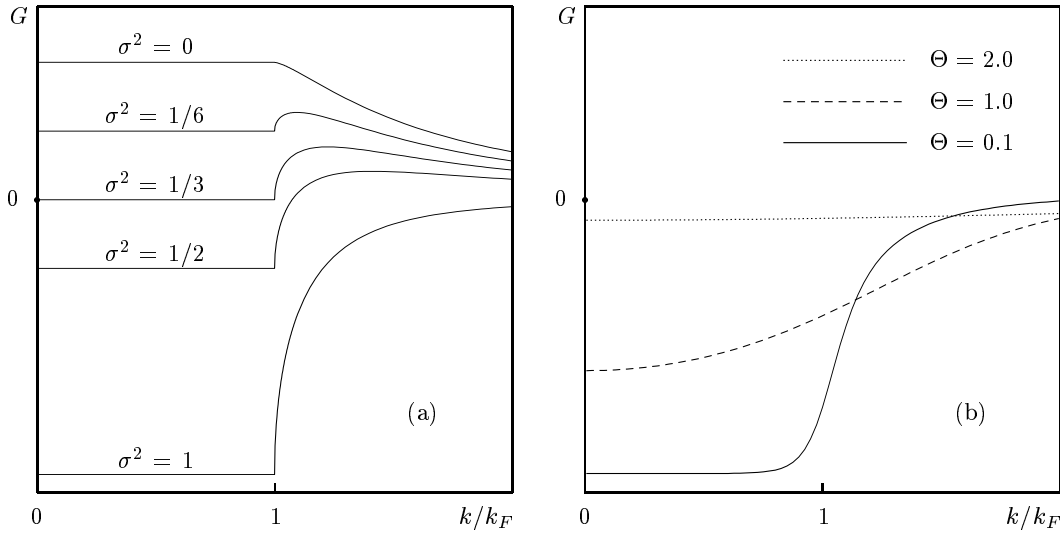 G
σ² = 0
σ² = 1/6
σ² = 1/3
0
σ² = 1/2
(a)
σ² = 1
0
1
k/k_F
G
Θ = 2.0
Θ = 1.0
Θ = 0.1
0
(b)
0
1
k/k_F